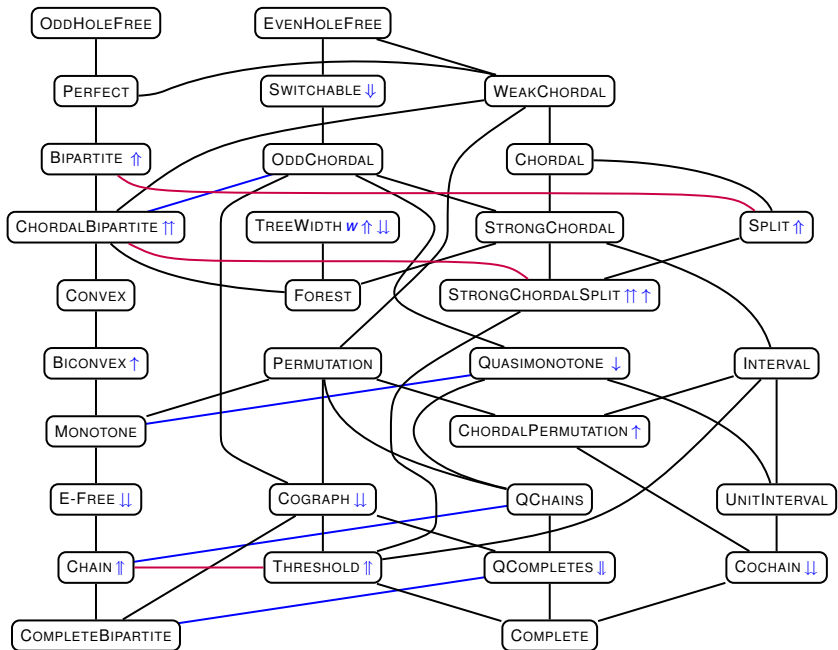 ODDHOLEFREE EVENHOLEFREE
PERFECT SWITCHABLE ⇓ WEAKCHORDAL
BIPARTITE ⇑ ODDCHORDAL CHORDAL
CHORDALBIPARTITE ⇈ TREEWIDTH w ⇑ ⇊ STRONGCHORDAL SPLIT ⇑
CONVEX FOREST STRONGCHORDALSPLIT ⇈ ↑
BICONVEX ↑ PERMUTATION QUASIMONOTONE ↓ INTERVAL
MONOTONE CHORDALPERMUTATION ↑
E-FREE ⇊ COGRAPH ⇊ QCHAINS UNITINTERVAL
CHAIN ⇑ THRESHOLD ⇑ QCOMPLETES ⇓ COCHAIN ⇊
COMPLETEBIPARTITE COMPLETE